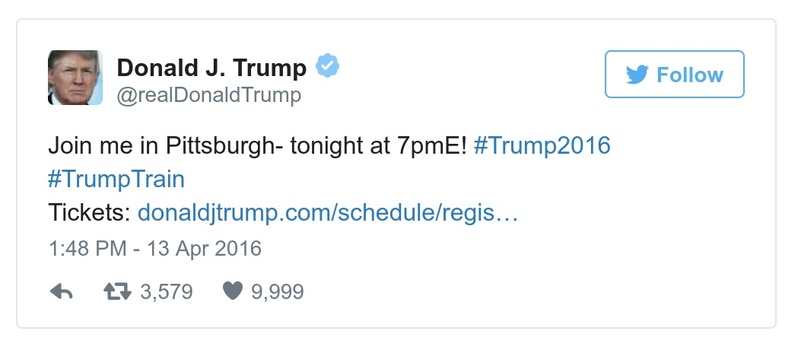 Donald J. Trump
@realDonaldTrump
Follow
Join me in Pittsburgh- tonight at 7pmE! #Trump2016
#TrumpTrain
Tickets: donaldjtrump.com/schedule/regis…
1:48 PM - 13 Apr 2016
3,579 9,999